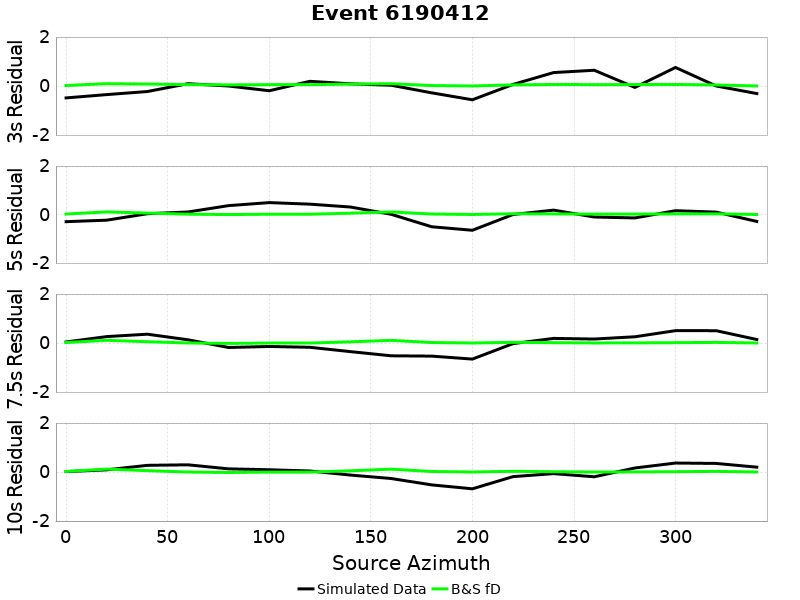 Event 6190412
3s Residual
2
0
-2
5s Residual
2
0
-2
7.5s Residual
2
0
-2
10s Residual
2
0
-2
0 50 100 150 200 250 300
Source Azimuth
Simulated Data B&S fD